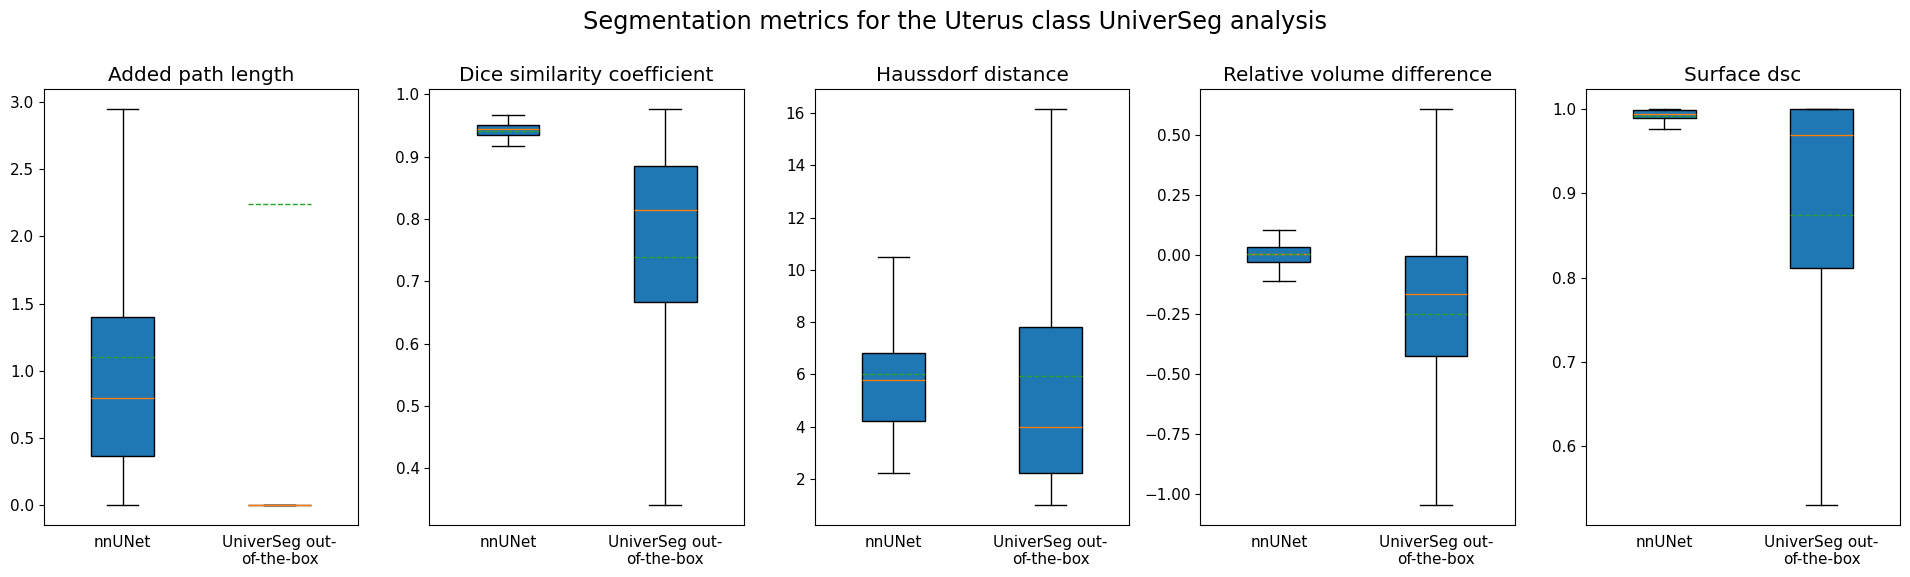 Segmentation metrics for the Uterus class UniverSeg analysis
Added path length
3.0
2.5
2.0
1.5
1.0
0.5
0.0
nnUNet
UniverSeg out-
of-the-box
Dice similarity coefficient
1.0
0.9
0.8
0.7
0.6
0.5
0.4
nnUNet
UniverSeg out-
of-the-box
Haussdorf distance
16
14
12
10
8
6
4
2
nnUNet
UniverSeg out-
of-the-box
Relative volume difference
0.50
0.25
0.00
−0.25
−0.50
−0.75
−1.00
nnUNet
UniverSeg out-
of-the-box
Surface dsc
1.0
0.9
0.8
0.7
0.6
nnUNet
UniverSeg out-
of-the-box